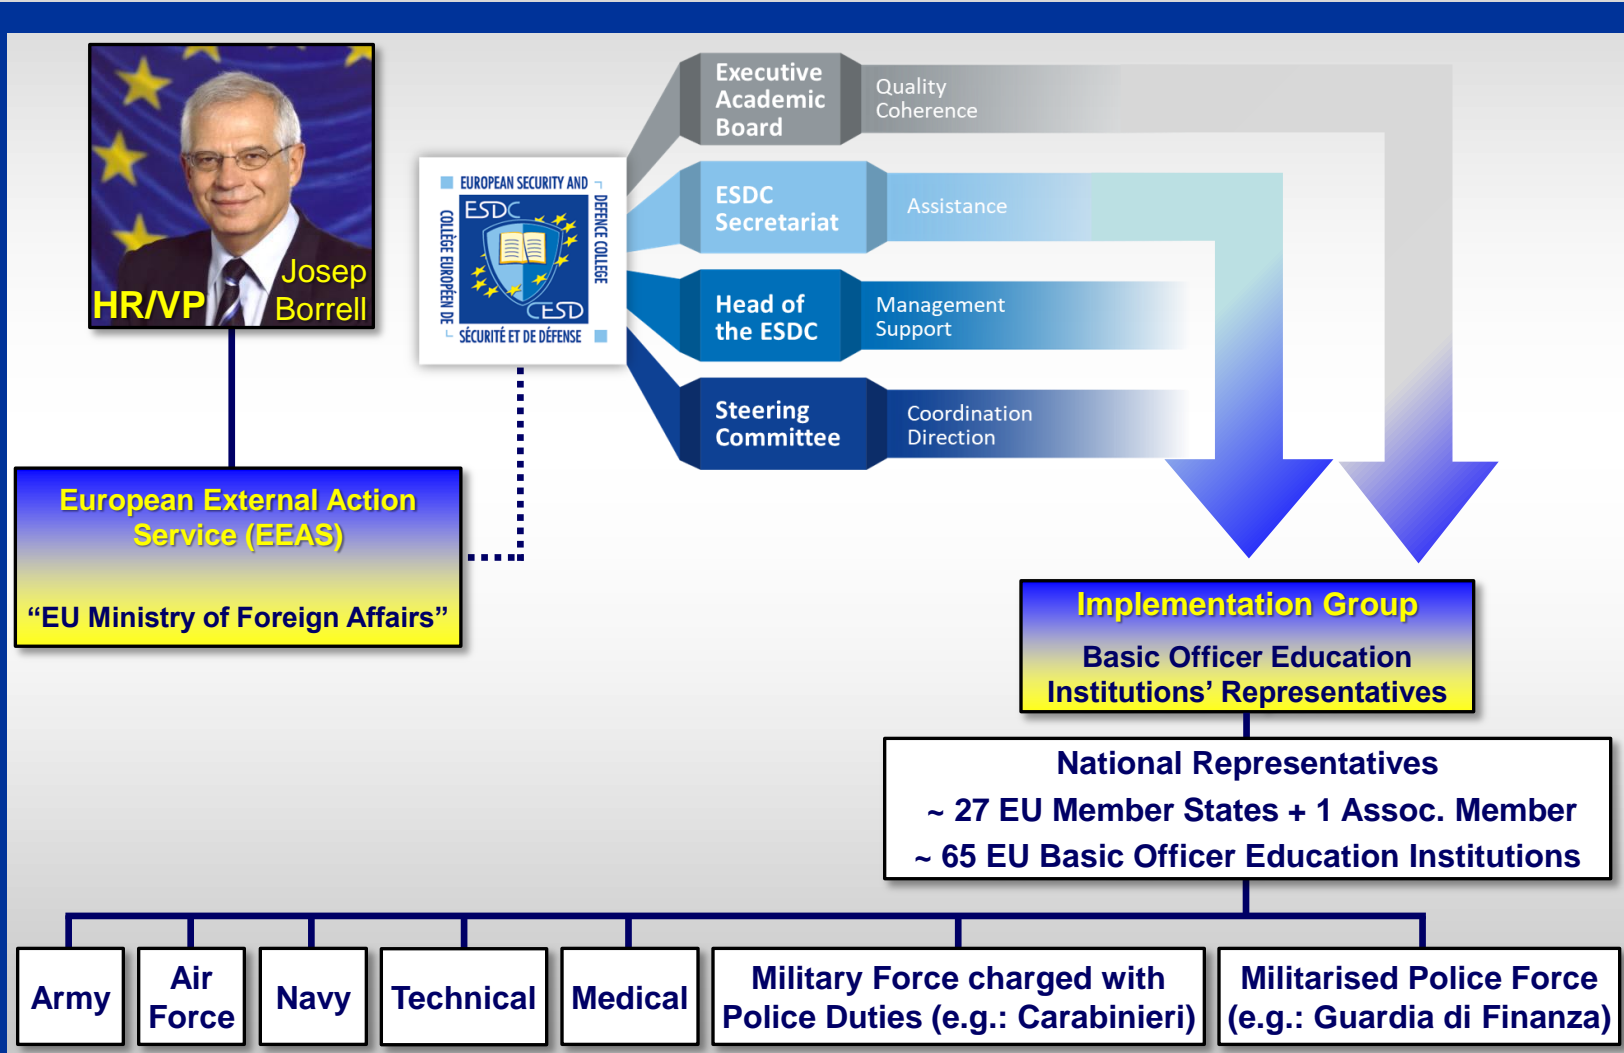 HR/VP
Josep
Borrell
European External Action
Service (EEAS)
“EU Ministry of Foreign Affairs”
EUROPEAN SECURITY AND
DEFENCE COLLEGE
COLLÈGE EUROPÉEN DE
SÉCURITÉ ET DE DÉFENSE
ESDC
CESD
Executive
Academic
Board
Quality
Coherence
ESDC
Secretariat
Assistance
Head of
the ESDC
Management
Support
Steering
Committee
Coordination
Direction
Implementation Group
Basic Officer Education
Institutions’ Representatives
National Representatives
~ 27 EU Member States + 1 Assoc. Member
~ 65 EU Basic Officer Education Institutions
Army
Air
Force
Navy
Technical
Medical
Military Force charged with
Police Duties (e.g.: Carabinieri)
Militarised Police Force
(e.g.: Guardia di Finanza)